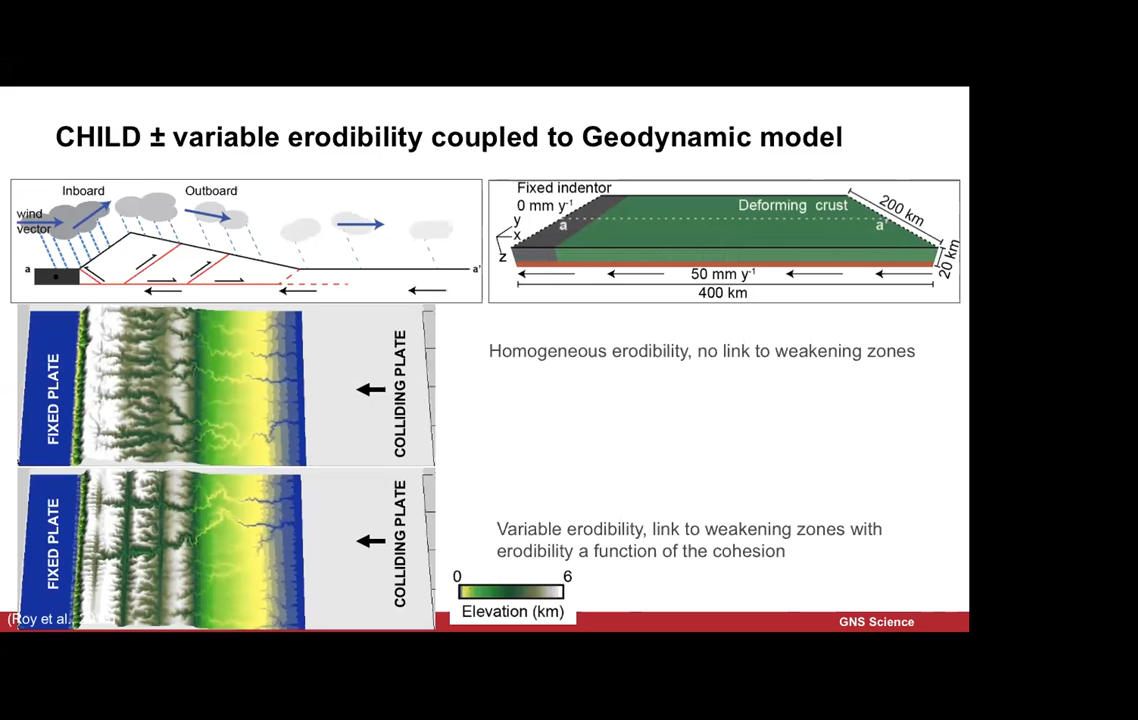 CHILD ± variable erodibility coupled to Geodynamic model
Inboard
Outboard
wind
vector
a
a'
Fixed indentor
0 mm y⁻¹
Deforming crust
200 km
a
a'
y
x
z
20 km
50 mm y⁻¹
400 km
FIXED PLATE
COLLIDING PLATE
Homogeneous erodibility, no link to weakening zones
FIXED PLATE
COLLIDING PLATE
Variable erodibility, link to weakening zones with
erodibility a function of the cohesion
0
6
Elevation (km)
(Roy et al.,
GNS Science